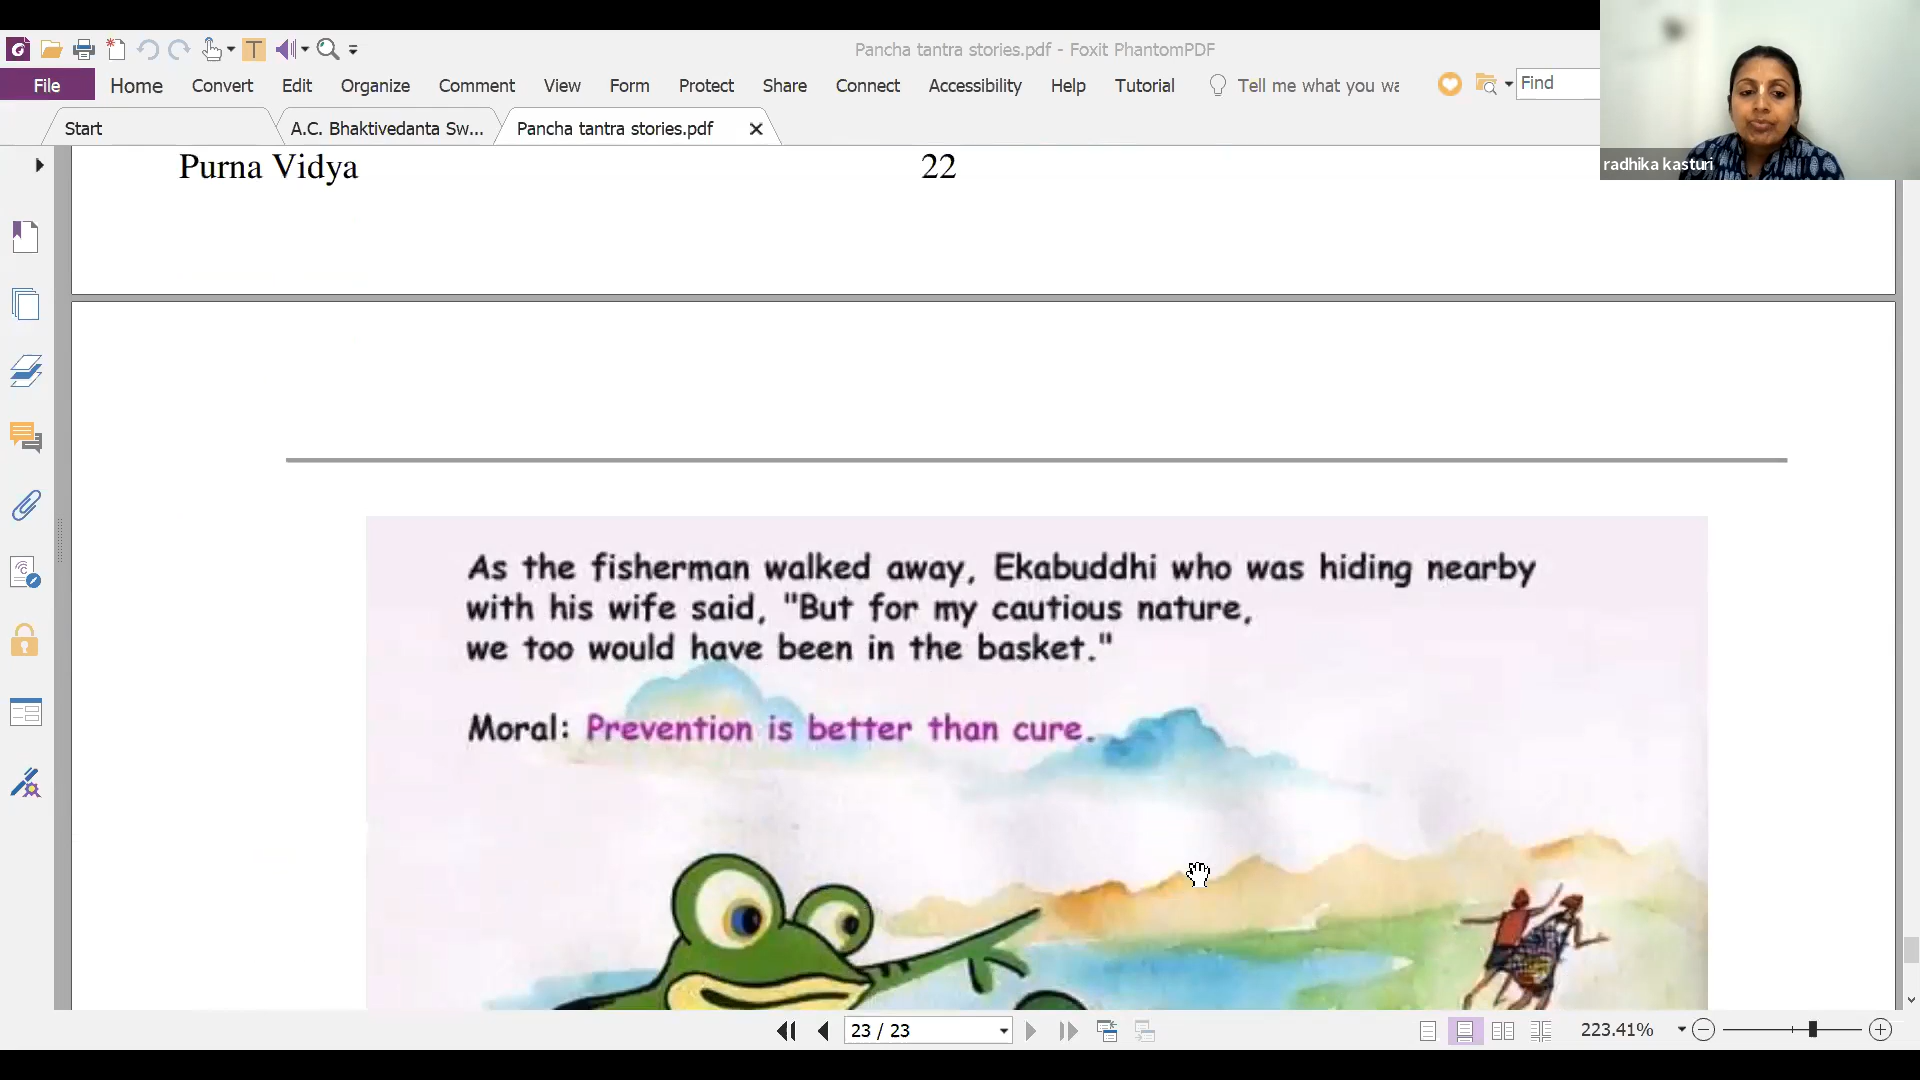 Pancha tantra stories.pdf - Foxit PhantomPDF
File Home Convert Edit Organize Comment View Form Protect Share Connect Accessibility Help Tutorial Tell me what you wa Find
Start A.C. Bhaktivedanta Sw... Pancha tantra stories.pdf
radhika kasturi
Purna Vidya 22
As the fisherman walked away, Ekabuddhi who was hiding nearby
with his wife said, "But for my cautious nature,
we too would have been in the basket."
Moral: Prevention is better than cure.
23 / 23 223.41%